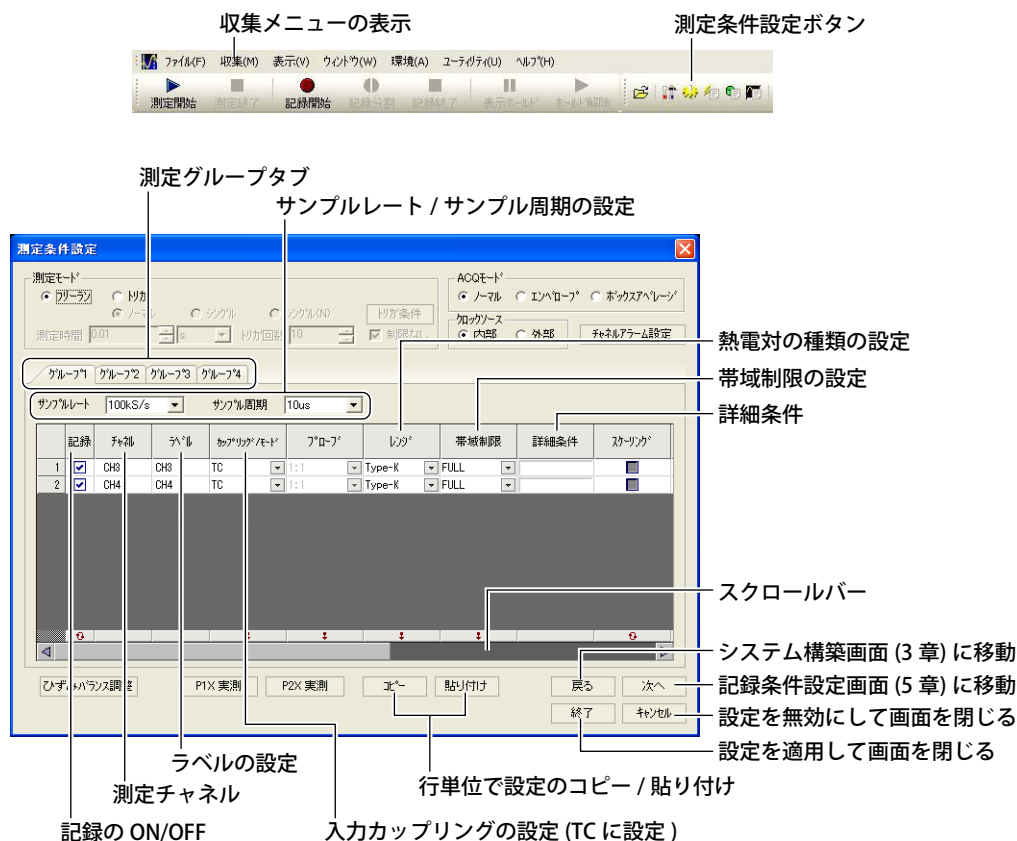 収集メニューの表示
測定条件設定ボタン
ファイル(F) 収集(M) 表示(V) ウィンドウ(W) 環境(A) ユーティリティ(U) ヘルプ(H)
測定開始 測定終了 記録開始 記録分割 記録終了 表示ホールド ホールド解除
測定グループタブ
サンプルレート / サンプル周期の設定
測定条件設定
測定モード
フリーラン トリガ
ノーマル シングル シングル(N) トリガ条件
測定時間 0.01 s トリガ回数 10 制限なし
ACQモード
ノーマル エンベロープ ボックスアベレージ
クロックソース
内部 外部 チャネルアラーム設定
グループ1 グループ2 グループ3 グループ4
サンプルレート 100kS/s サンプル周期 10us
記録 チャネル ラベル カップリング/モード プローブ レンジ 帯域制限 詳細条件 スケーリング
1 CH3 CH3 TC 1:1 Type-K FULL
2 CH4 CH4 TC 1:1 Type-K FULL
ひずみバランス調整 P1X 実測 P2X 実測 コピー 貼り付け 戻る 次へ
終了 キャンセル
熱電対の種類の設定
帯域制限の設定
詳細条件
スクロールバー
システム構築画面 (3 章) に移動
記録条件設定画面 (5 章) に移動
設定を無効にして画面を閉じる
設定を適用して画面を閉じる
行単位で設定のコピー / 貼り付け
ラベルの設定
測定チャネル
記録の ON/OFF
入力カップリングの設定 (TC に設定 )